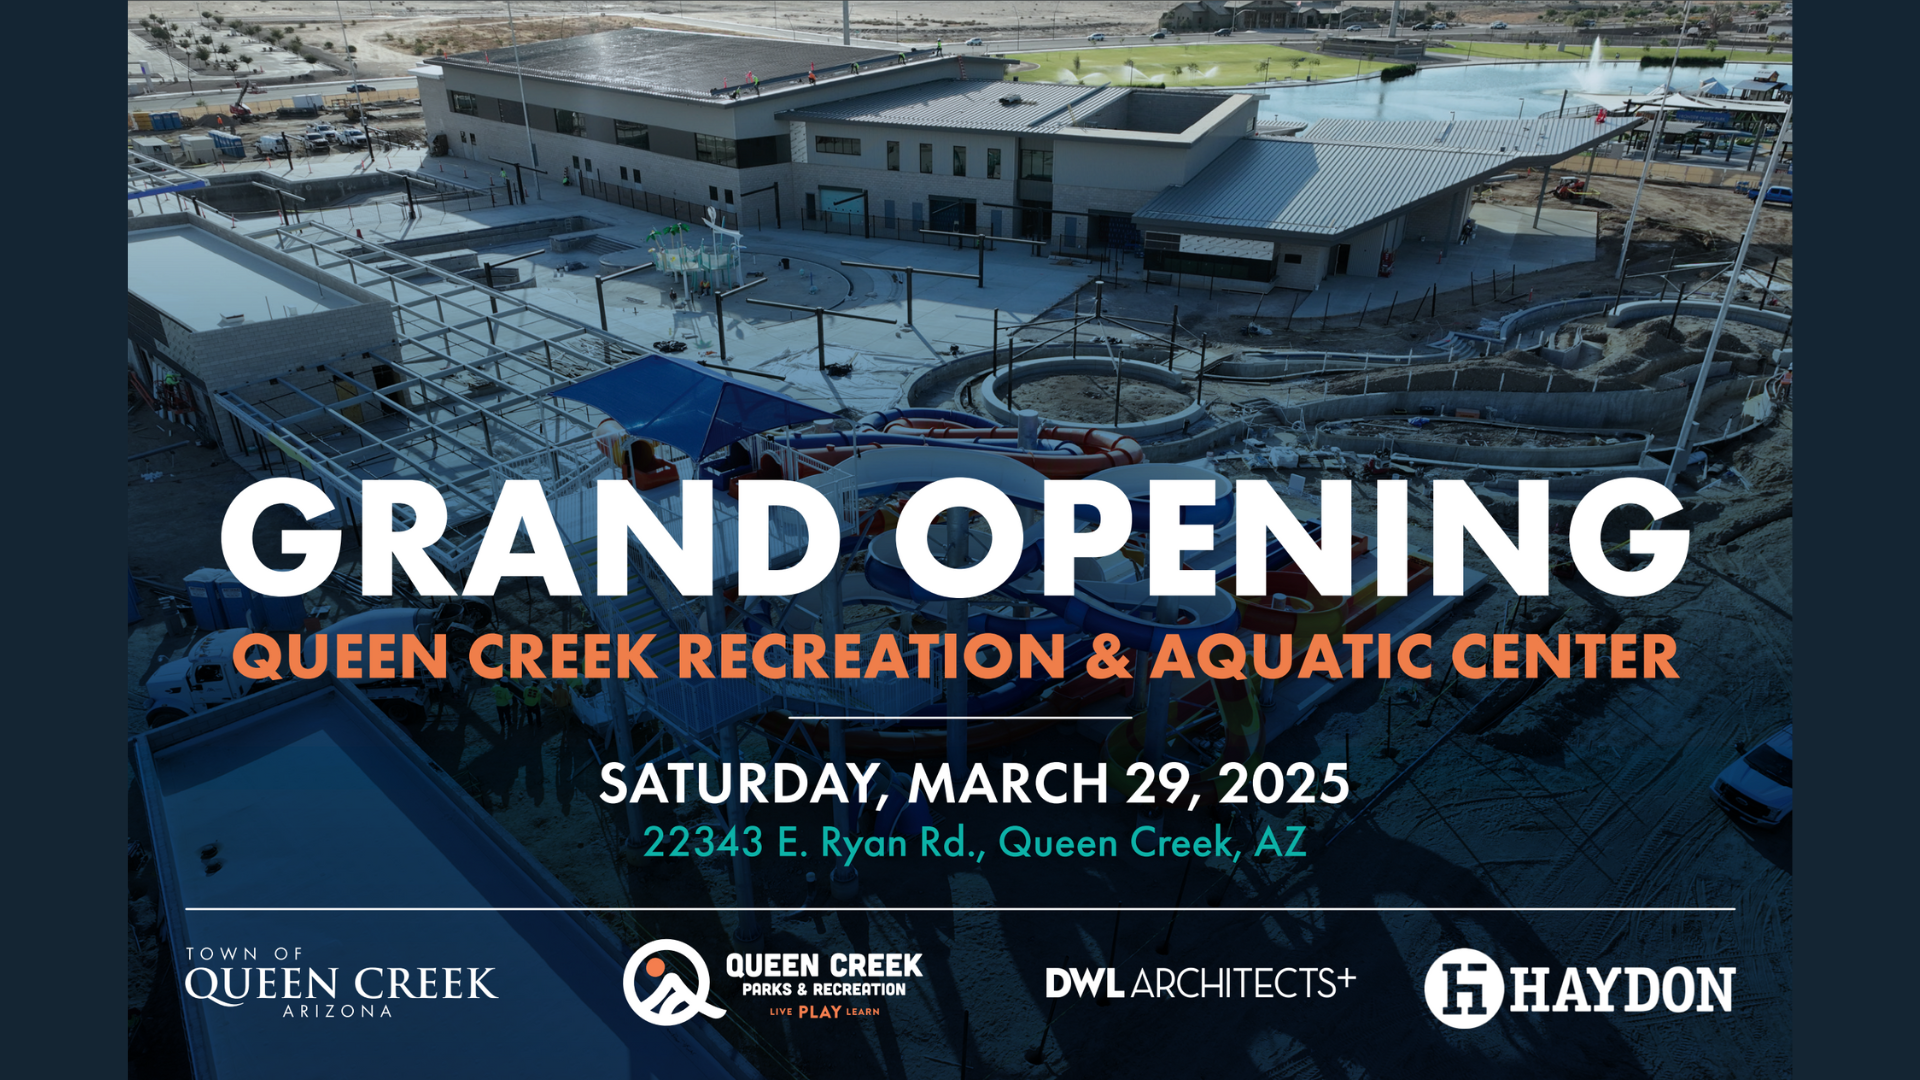 GRAND OPENING
QUEEN CREEK RECREATION & AQUATIC CENTER
SATURDAY, MARCH 29, 2025
22343 E. Ryan Rd., Queen Creek, AZ
TOWN OF
QUEEN CREEK
ARIZONA
QUEEN CREEK
PARKS & RECREATION
LIVE PLAY LEARN
DWL ARCHITECTS+
HAYDON